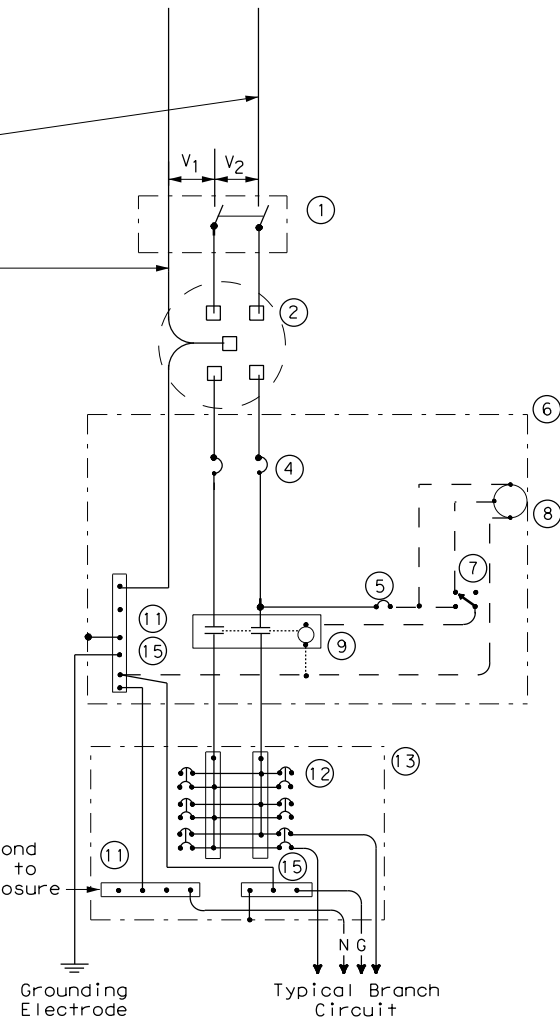 V1
V2
1
2
6
4
8
7
5
11
15
9
13
12
11
15
ond
to
osure
N G
Grounding
Electrode
Typical Branch
Circuit